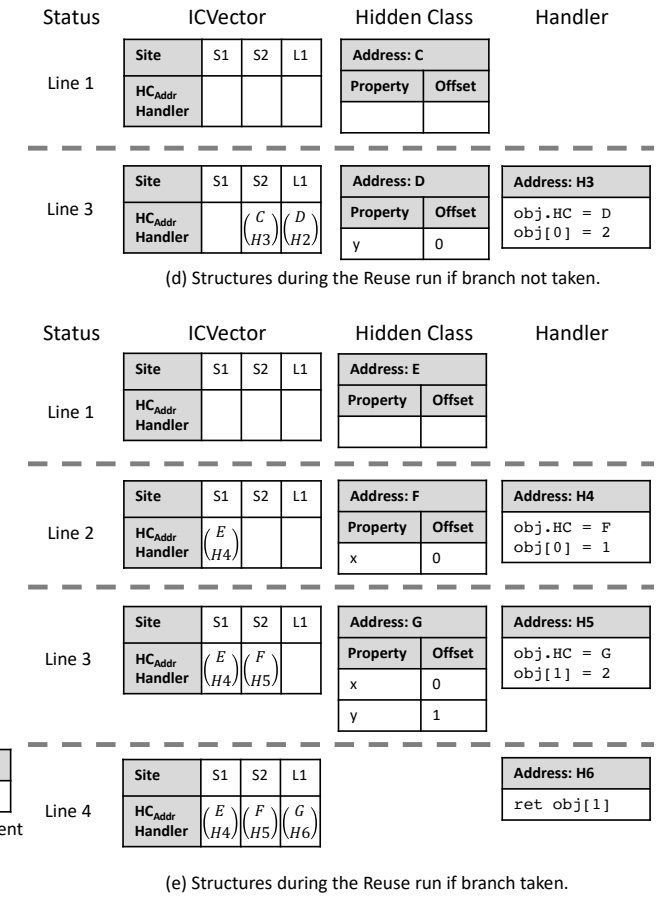 Status ICVector Hidden Class Handler
Line 1
Site S1 S2 L1
HCAddr
Handler
Address: C
Property Offset
Line 3
Site S1 S2 L1
HCAddr
Handler
(C H3) (D H2)
Address: D
Property Offset
y 0
Address: H3
obj.HC = D
obj[0] = 2
(d) Structures during the Reuse run if branch not taken.
Status ICVector Hidden Class Handler
Line 1
Site S1 S2 L1
HCAddr
Handler
Address: E
Property Offset
Line 2
Site S1 S2 L1
HCAddr
Handler
(E H4)
Address: F
Property Offset
x 0
Address: H4
obj.HC = F
obj[0] = 1
Line 3
Site S1 S2 L1
HCAddr
Handler
(E H4) (F H5)
Address: G
Property Offset
x 0
y 1
Address: H5
obj.HC = G
obj[1] = 2
ent
Line 4
Site S1 S2 L1
HCAddr
Handler
(E H4) (F H5) (G H6)
Address: H6
ret obj[1]
(e) Structures during the Reuse run if branch taken.